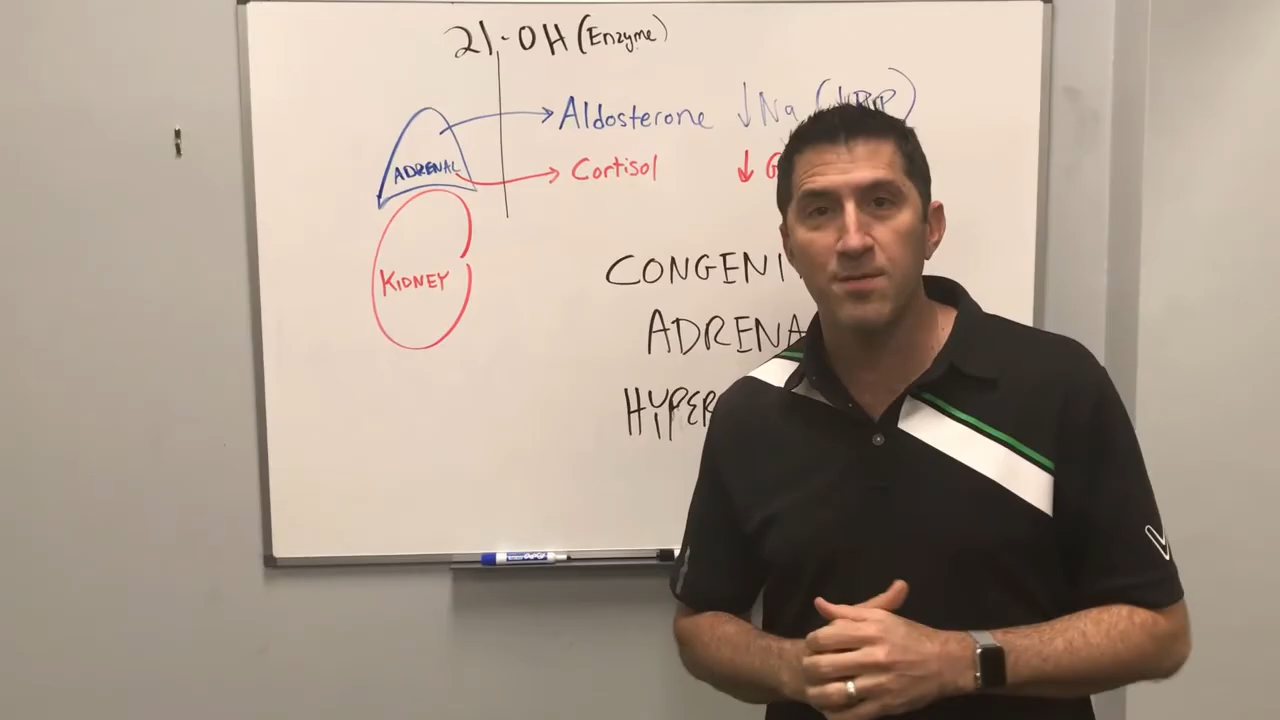 21-OH (Enzyme)
Aldosterone ↓Na
Cortisol ↓ G
ADRENAL
KIDNEY
CONGENI
ADRENA
HYPER